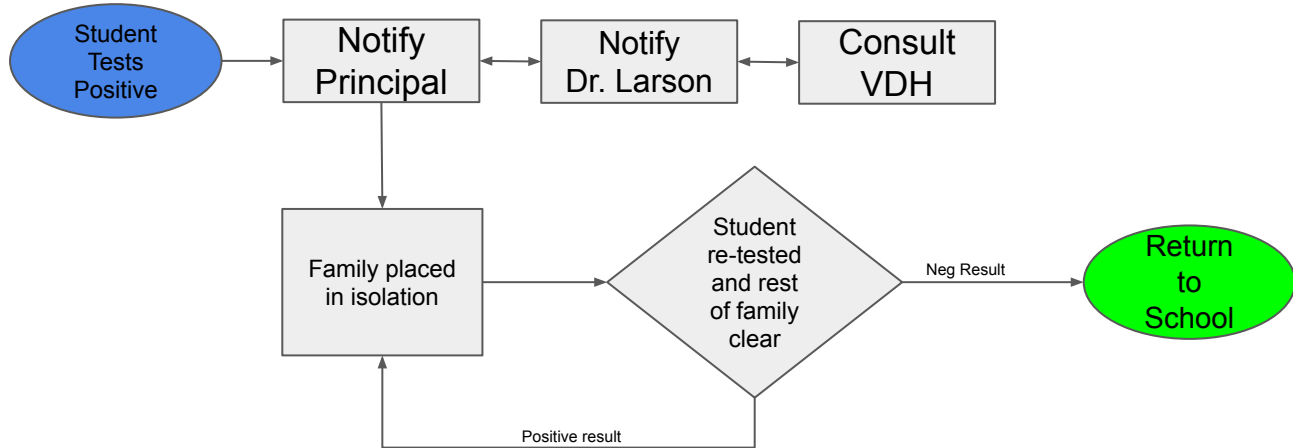 Student
Tests
Positive
Notify
Principal
Notify
Dr. Larson
Consult
VDH
Family placed
in isolation
Student
re-tested
and rest
of family
clear
Neg Result
Return
to
School
Positive result